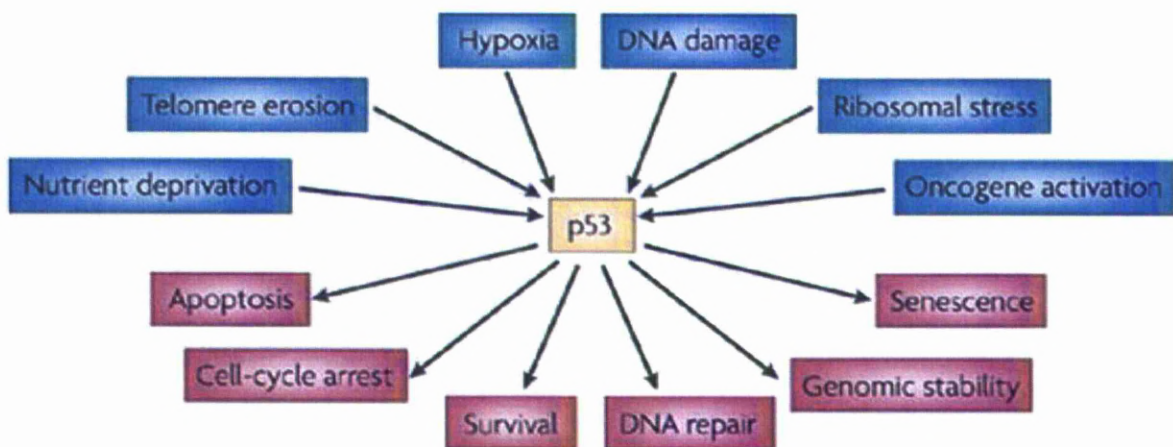 Hypoxia
DNA damage
Telomere erosion
Ribosomal stress
Nutrient deprivation
Oncogene activation
p53
Apoptosis
Senescence
Cell-cycle arrest
Genomic stability
Survival
DNA repair